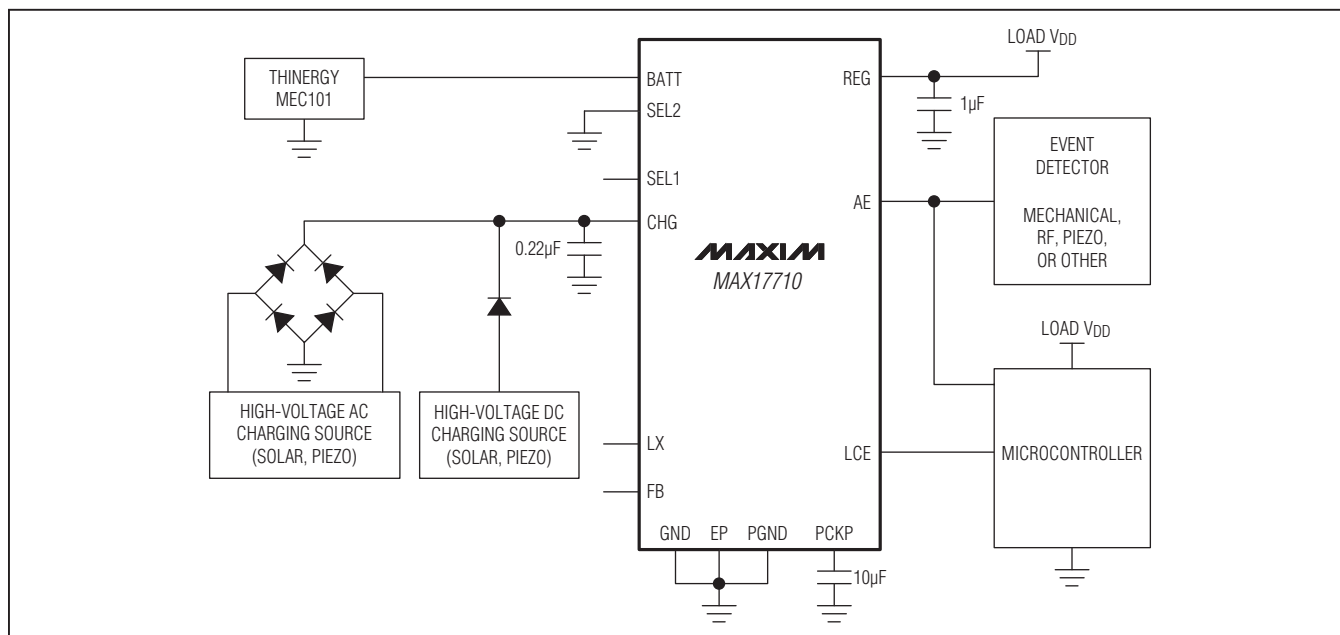 LOAD VDD
THINERGY
MEC101
BATT
SEL2
SEL1
CHG
0.22µF
REG
1µF
EVENT
DETECTOR
MECHANICAL,
RF, PIEZO,
OR OTHER
AE
MAXIM
MAX17710
LOAD VDD
HIGH-VOLTAGE AC
CHARGING SOURCE
(SOLAR, PIEZO)
HIGH-VOLTAGE DC
CHARGING SOURCE
(SOLAR, PIEZO)
LX
FB
LCE
MICROCONTROLLER
GND EP PGND PCKP
10µF